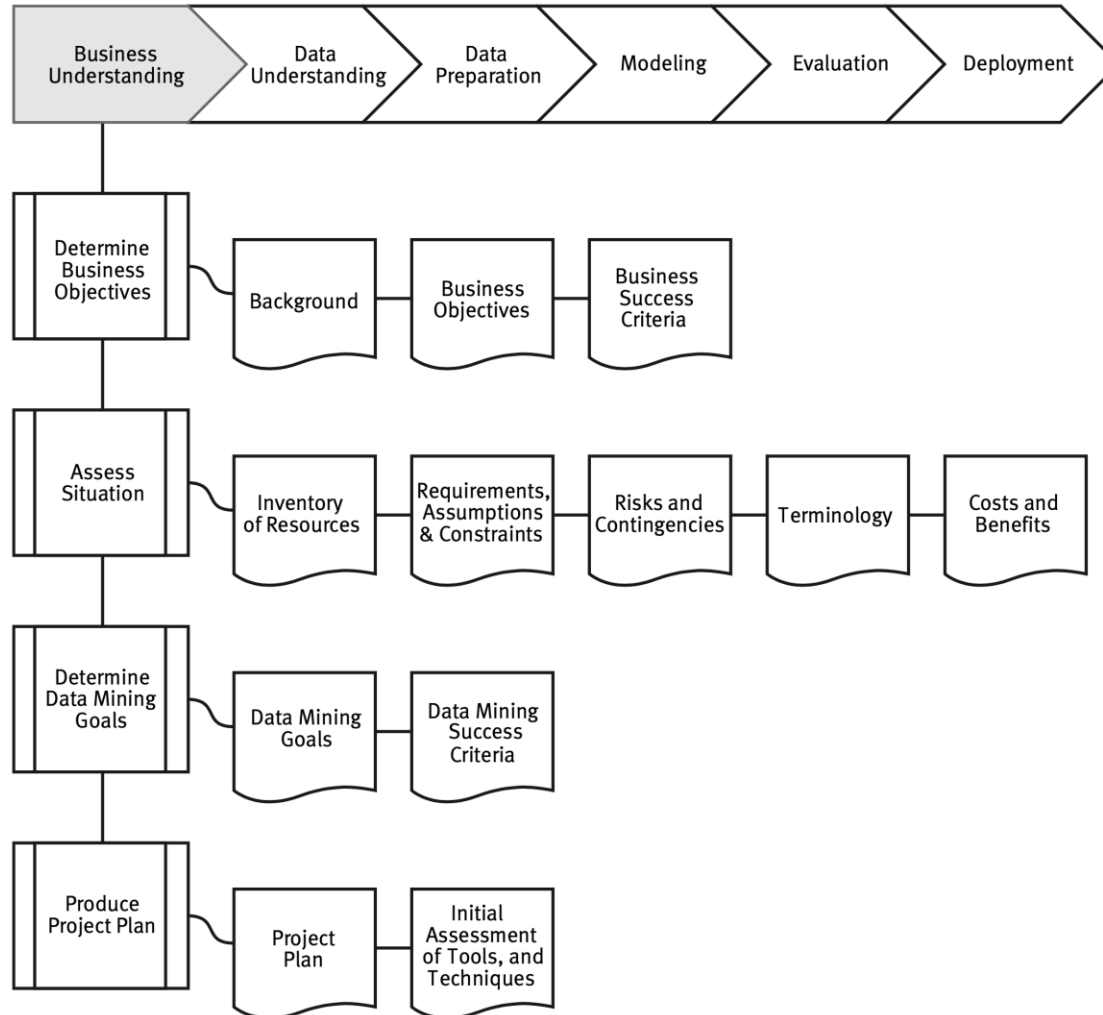 Business
Understanding
Data
Understanding
Data
Preparation
Modeling
Evaluation
Deployment
Determine
Business
Objectives
Background
Business
Objectives
Business
Success
Criteria
Assess
Situation
Inventory
of Resources
Requirements,
Assumptions
& Constraints
Risks and
Contingencies
Terminology
Costs and
Benefits
Determine
Data Mining
Goals
Data Mining
Goals
Data Mining
Success
Criteria
Produce
Project Plan
Project
Plan
Initial
Assessment
of Tools, and
Techniques